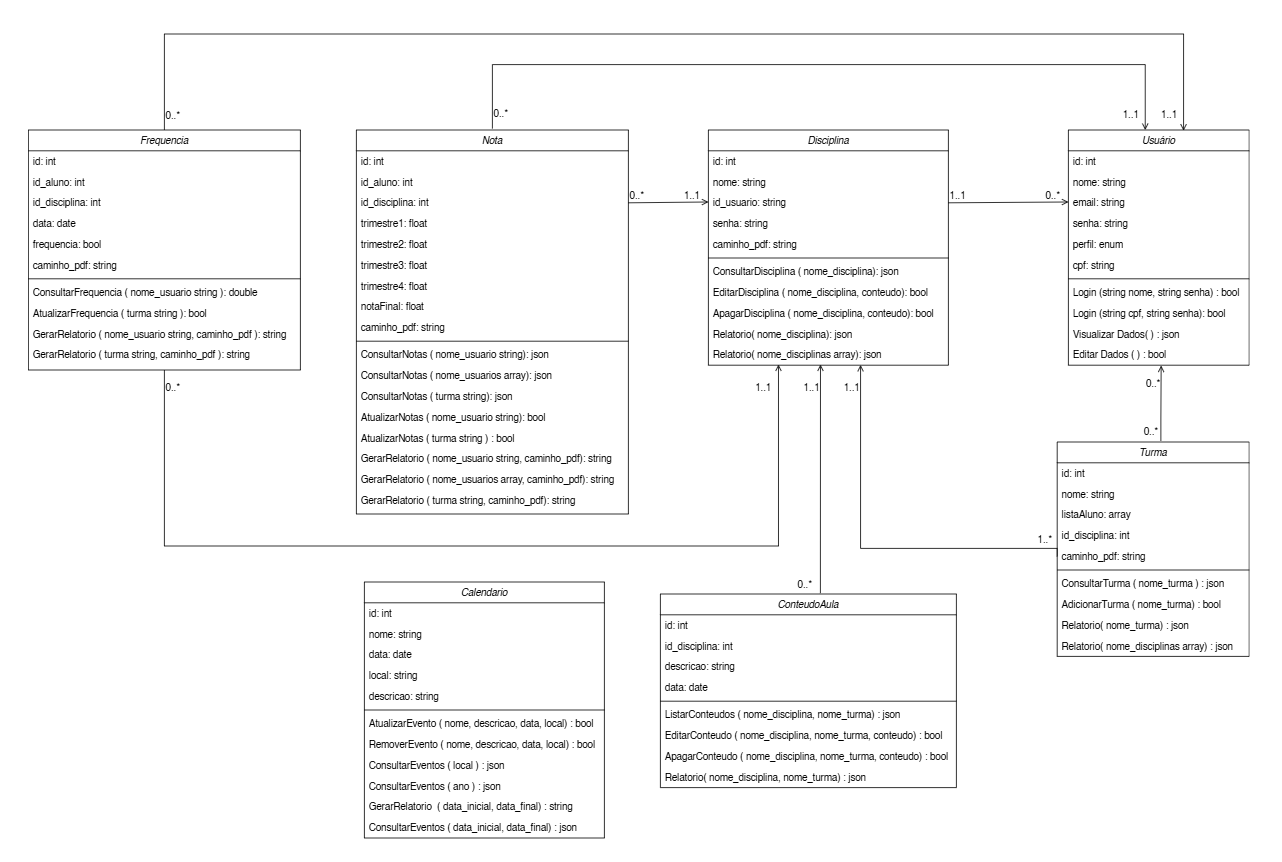 0..*
0..*
1..1
1..1
Frequencia
id: int
id_aluno: int
id_disciplina: int
data: date
frequencia: bool
caminho_pdf: string
ConsultarFrequencia ( nome_usuario string ): double
AtualizarFrequencia ( turma string ): bool
GerarRelatorio ( nome_usuario string, caminho_pdf ): string
GerarRelatorio ( turma string, caminho_pdf ): string
0..*
Nota
id: int
id_aluno: int
id_disciplina: int
trimestre1: float
trimestre2: float
trimestre3: float
trimestre4: float
notaFinal: float
caminho_pdf: string
ConsultarNotas ( nome_usuario string): json
ConsultarNotas ( nome_usuarios array): json
ConsultarNotas ( turma string): json
AtualizarNotas ( nome_usuario string): bool
AtualizarNotas ( turma string ) : bool
GerarRelatorio ( nome_usuario string, caminho_pdf): string
GerarRelatorio ( nome_usuarios array, caminho_pdf): string
GerarRelatorio ( turma string, caminho_pdf): string
0..*
1..1
Disciplina
id: int
nome: string
id_usuario: string
senha: string
caminho_pdf: string
ConsultarDisciplina ( nome_disciplina): json
EditarDisciplina ( nome_disciplina, conteudo): bool
ApagarDisciplina ( nome_disciplina, conteudo): bool
Relatorio( nome_disciplina): json
Relatorio( nome_disciplinas array): json
1..1
0..*
1..1
1..1
1..1
Usuário
id: int
nome: string
email: string
senha: string
perfil: enum
cpf: string
Login (string nome, string senha) : bool
Login (string cpf, string senha): bool
Visualizar Dados( ) : json
Editar Dados ( ) : bool
0..*
0..*
Turma
id: int
nome: string
listaAluno: array
id_disciplina: int
caminho_pdf: string
ConsultarTurma ( nome_turma ) : json
AdicionarTurma ( nome_turma) : bool
Relatorio( nome_turma) : json
Relatorio( nome_disciplinas array) : json
1..*
Calendario
id: int
nome: string
data: date
local: string
descricao: string
AtualizarEvento ( nome, descricao, data, local) : bool
RemoverEvento ( nome, descricao, data, local) : bool
ConsultarEventos ( local ) : json
ConsultarEventos ( ano ) : json
GerarRelatorio ( data_inicial, data_final) : string
ConsultarEventos ( data_inicial, data_final) : json
0..*
ConteudoAula
id: int
id_disciplina: int
descricao: string
data: date
ListarConteudos ( nome_disciplina, nome_turma) : json
EditarConteudo ( nome_disciplina, nome_turma, conteudo) : bool
ApagarConteudo ( nome_disciplina, nome_turma, conteudo) : bool
Relatorio( nome_disciplina, nome_turma) : json